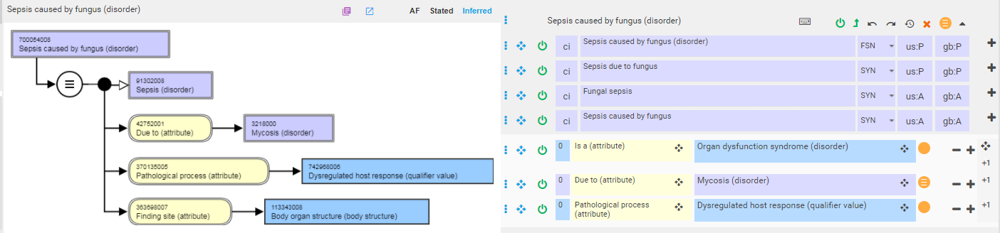 Sepsis caused by fungus (disorder)
AF Stated Inferred
700054008
Sepsis caused by fungus (disorder)
91302008
Sepsis (disorder)
42752001
Due to (attribute)
3218000
Mycosis (disorder)
370135005
Pathological process (attribute)
742968006
Dysregulated host response (qualifier value)
363698007
Finding site (attribute)
113343008
Body organ structure (body structure)
Sepsis caused by fungus (disorder)
ci Sepsis caused by fungus (disorder) FSN us:P gb:P
ci Sepsis due to fungus SYN us:P gb:P
ci Fungal sepsis SYN us:A gb:A
ci Sepsis caused by fungus SYN us:A gb:A
0 Is a (attribute) Organ dysfunction syndrome (disorder)
+1
0 Due to (attribute) Mycosis (disorder) +1
0 Pathological process Dysregulated host response (qualifier value) +1
(attribute)